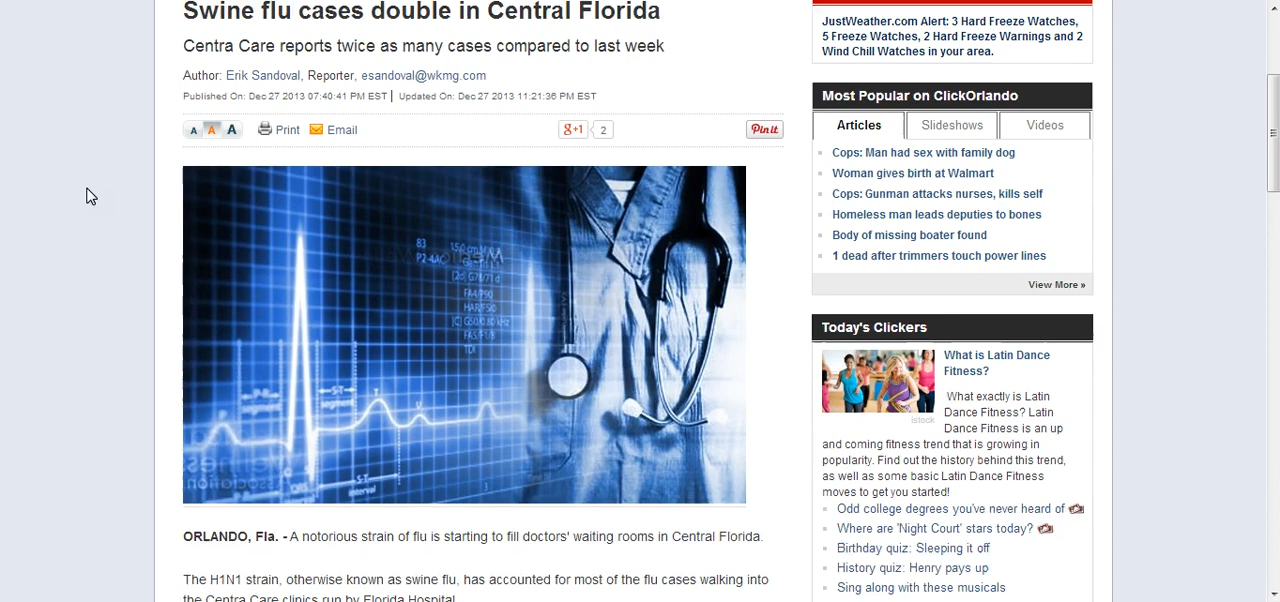 Swine flu cases double in Central Florida
Centra Care reports twice as many cases compared to last week
Author: Erik Sandoval, Reporter, esandoval@wkmg.com
Published On: Dec 27 2013 07:40:41 PM EST | Updated On: Dec 27 2013 11:21:36 PM EST
A A A Print Email
g+1 2
Pin it
83
P-R
S-T
segment
T
U
S-T
interval
ORLANDO, Fla. - A notorious strain of flu is starting to fill doctors' waiting rooms in Central Florida.
The H1N1 strain, otherwise known as swine flu, has accounted for most of the flu cases walking into
the Centra Care clinics run by Florida Hospital.
JustWeather.com Alert: 3 Hard Freeze Watches,
5 Freeze Watches, 2 Hard Freeze Warnings and 2
Wind Chill Watches in your area.
Most Popular on ClickOrlando
Articles Slideshows Videos
Cops: Man had sex with family dog
Woman gives birth at Walmart
Cops: Gunman attacks nurses, kills self
Homeless man leads deputies to bones
Body of missing boater found
1 dead after trimmers touch power lines
View More »
Today's Clickers
What is Latin Dance
Fitness?
istock
What exactly is Latin
Dance Fitness? Latin
Dance Fitness is an up
and coming fitness trend that is growing in
popularity. Find out the history behind this trend,
as well as some basic Latin Dance Fitness
moves to get you started!
Odd college degrees you've never heard of
Where are 'Night Court' stars today?
Birthday quiz: Sleeping it off
History quiz: Henry pays up
Sing along with these musicals